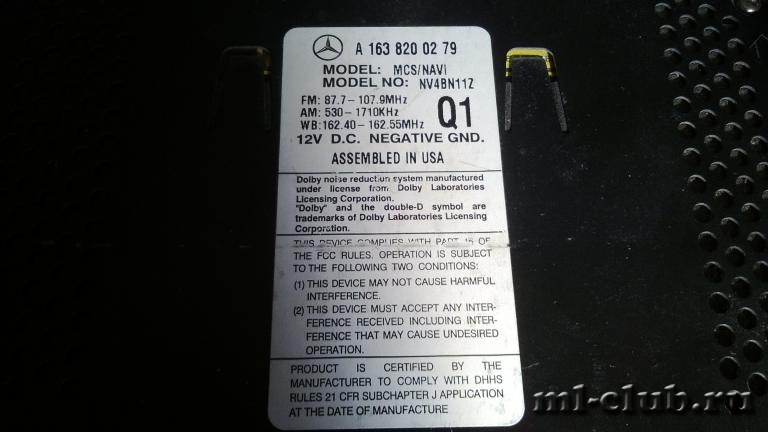 A 163 820 02 79
MODEL: MCS/NAVI
MODEL NO: NV4BN11Z
FM: 87.7 - 107.9MHz
AM: 530 - 1710KHz
WB: 162.40 - 162.55MHz
Q1
12V D.C. NEGATIVE GND.
ASSEMBLED IN USA
Dolby noise reduction system manufactured
under license from Dolby Laboratories
Licensing Corporation.
"Dolby" and the double-D symbol are
trademarks of Dolby Laboratories Licensing
Corporation.
THIS DEVICE COMPLIES WITH PART 15 OF
THE FCC RULES. OPERATION IS SUBJECT
TO THE FOLLOWING TWO CONDITIONS:
(1) THIS DEVICE MAY NOT CAUSE HARMFUL
INTERFERENCE.
(2) THIS DEVICE MUST ACCEPT ANY INTER-
FERENCE RECEIVED INCLUDING INTER-
FERENCE THAT MAY CAUSE UNDESIRED
OPERATION.
PRODUCT IS CERTIFIED BY THE
MANUFACTURER TO COMPLY WITH DHHS
RULES 21 CFR SUBCHAPTER J APPLICATION
AT THE DATE OF MANUFACTURE
ml-club.ru